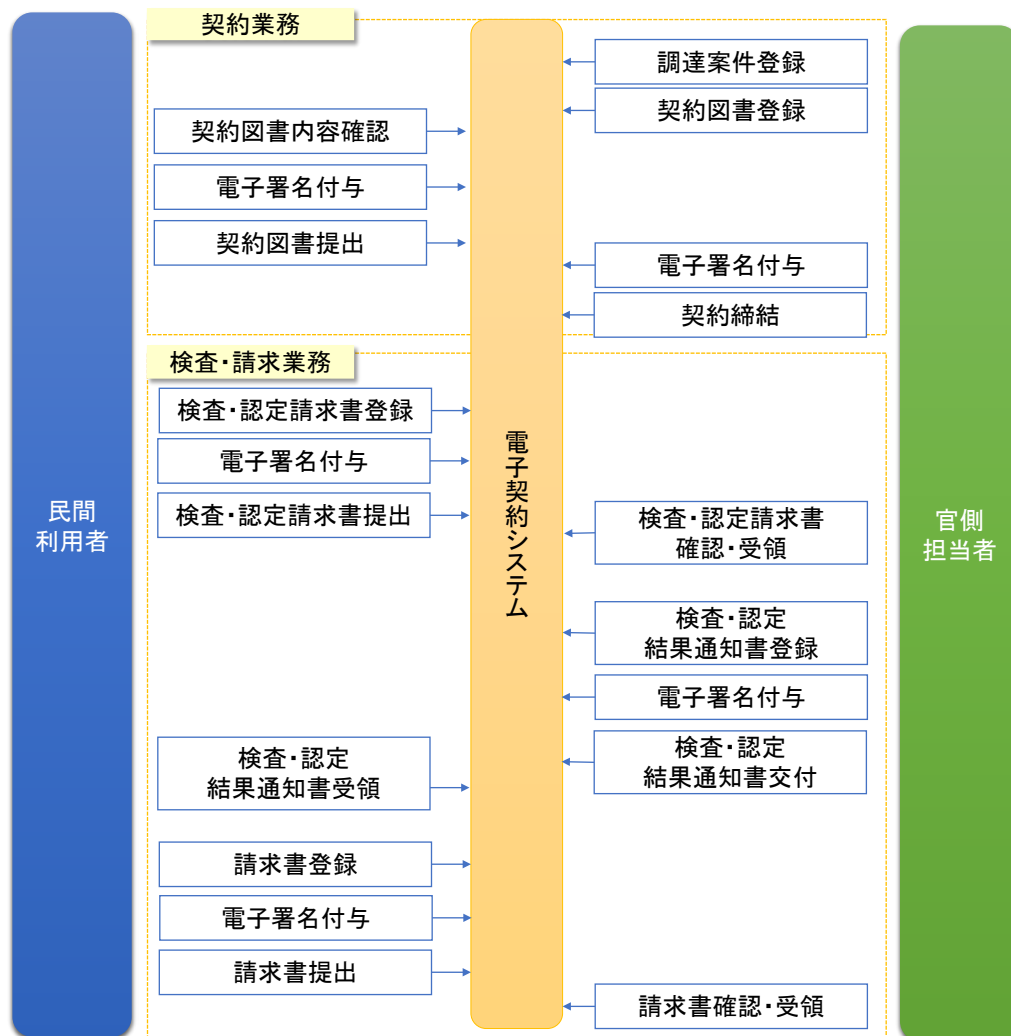 契約業務
調達案件登録
契約図書登録
契約図書内容確認
電子署名付与
契約図書提出
電子署名付与
契約締結
検査・請求業務
検査・認定請求書登録
電子署名付与
検査・認定請求書提出
検査・認定請求書
確認・受領
検査・認定
結果通知書登録
電子署名付与
検査・認定
結果通知書交付
検査・認定
結果通知書受領
請求書登録
電子署名付与
請求書提出
請求書確認・受領
民間
利用者
電子契約システム
官側
担当者